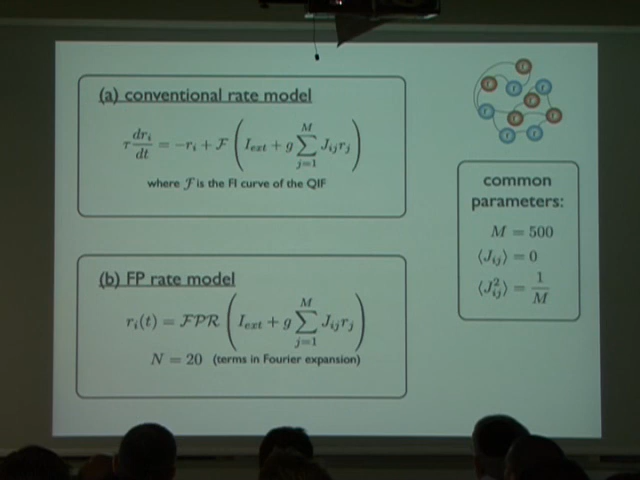 (a) conventional rate model
τ dr_i/dt = −r_i + F ( I_ext + g ∑_{j=1}^{M} J_ij r_j )
where F is the FI curve of the QIF
(b) FP rate model
r_i(t) = FPR ( I_ext + g ∑_{j=1}^{M} J_ij r_j )
N = 20 (terms in Fourier expansion)
common
parameters:
M = 500
⟨J_ij⟩ = 0
⟨J_ij^2⟩ = 1/M